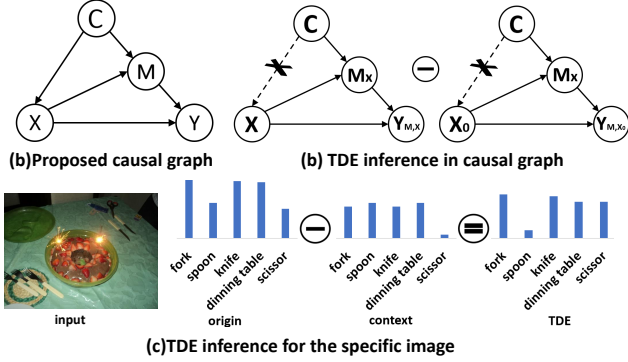 C
M
X
Y
(b)Proposed causal graph
C
Mx
X
Y M,X
C
Mx
X0
Y M,X0
(b) TDE inference in causal graph
input
fork
spoon
knife
dinning table
scissor
origin
fork
spoon
knife
dinning table
scissor
context
fork
spoon
knife
dinning table
scissor
TDE
(c)TDE inference for the specific image